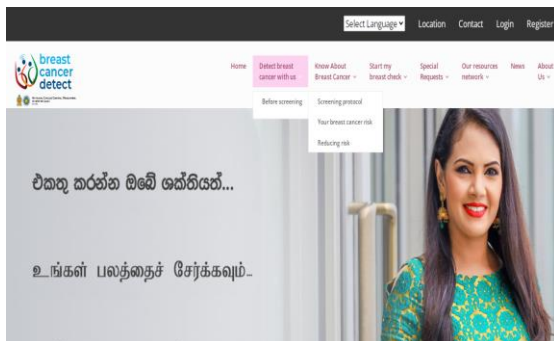 Select Language
Location
Contact
Login
Register
breast
cancer
detect
Home
Detect breast
cancer with us
Know About
Breast Cancer
Start my
breast check
Special
Requests
Our resources
network
News
About
Us
Before screening
Screening protocol
Your breast cancer risk
Reducing risk
එකතු කරන්න ඔබේ ශක්තියත්...
உங்கள் பலத்தைச் சேர்க்கவும்...